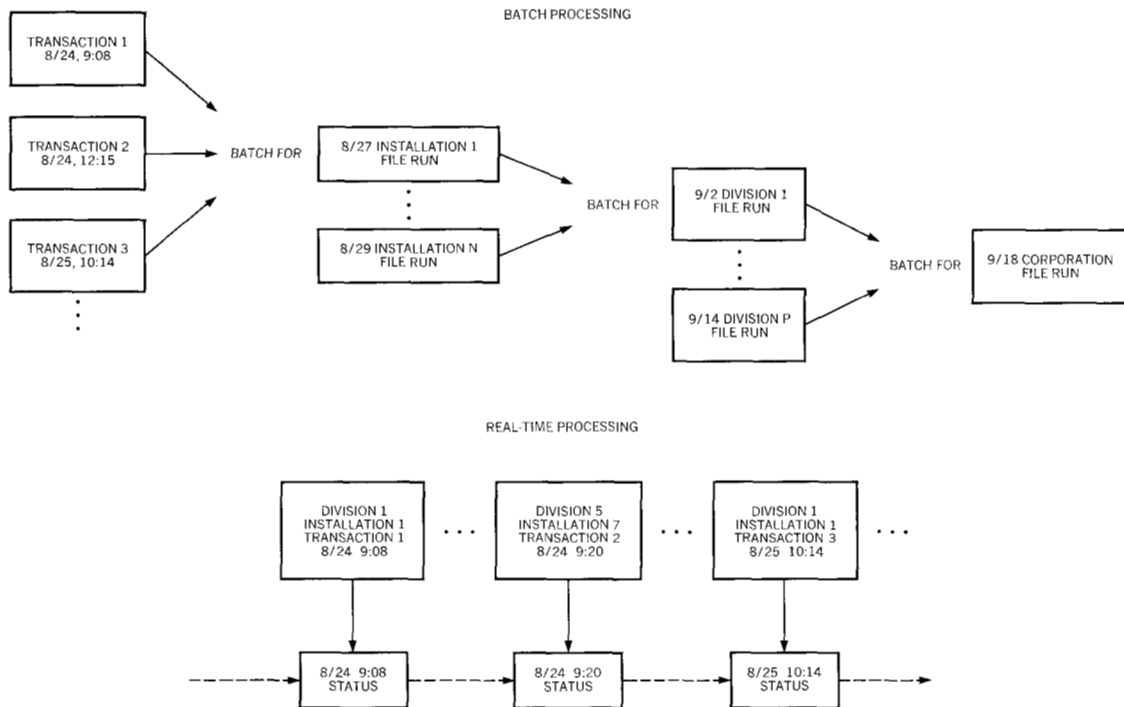 BATCH PROCESSING
TRANSACTION 1
8/24, 9:08
TRANSACTION 2
8/24, 12:15
TRANSACTION 3
8/25, 10:14
BATCH FOR
8/27 INSTALLATION 1
FILE RUN
8/29 INSTALLATION N
FILE RUN
BATCH FOR
9/2 DIVISION 1
FILE RUN
9/14 DIVISION P
FILE RUN
BATCH FOR
9/18 CORPORATION
FILE RUN
REAL-TIME PROCESSING
DIVISION 1
INSTALLATION 1
TRANSACTION 1
8/24 9:08
DIVISION 5
INSTALLATION 7
TRANSACTION 2
8/24 9:20
DIVISION 1
INSTALLATION 1
TRANSACTION 3
8/25 10:14
8/24 9:08
STATUS
8/24 9:20
STATUS
8/25 10:14
STATUS